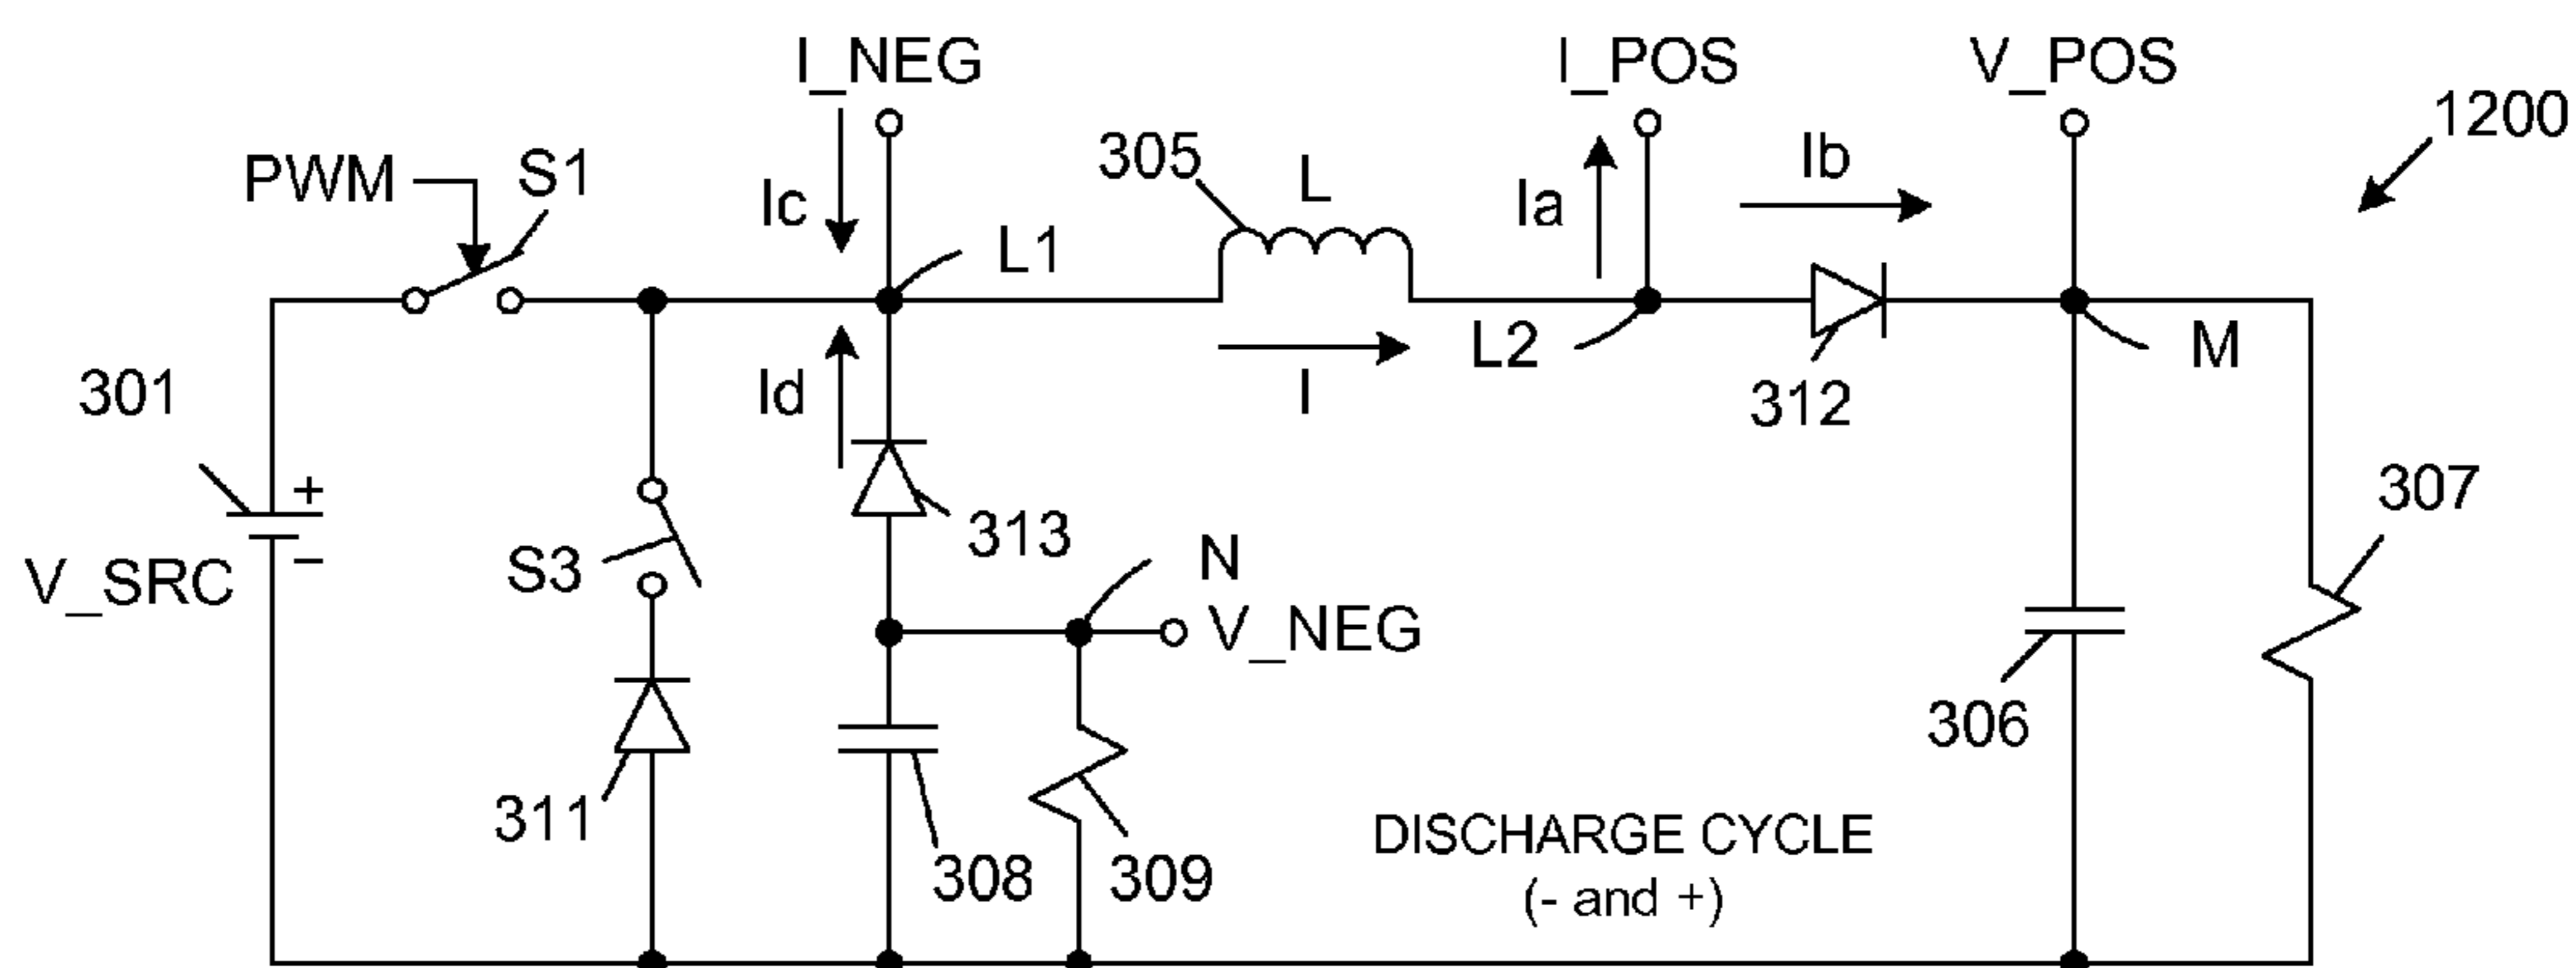 I_NEG
I_POS
V_POS
1200
PWM
S1
305
L
Ib
Ic
Ia
L1
L2
M
I
301
Id
312
+
307
313
S3
N
–
V_SRC
V_NEG
306
311
308
309
DISCHARGE CYCLE
(- and +)